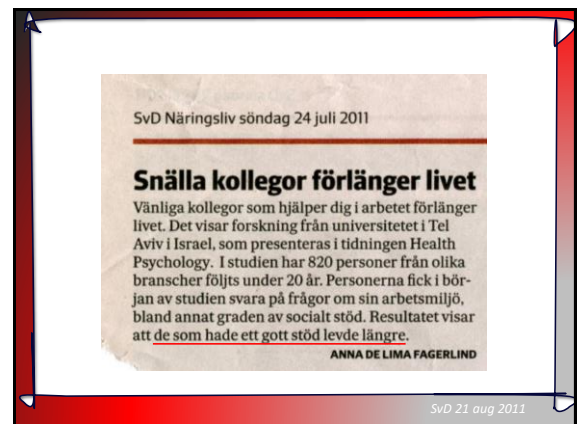 SvD Näringsliv söndag 24 juli 2011
Snälla kollegor förlänger livet
Vänliga kollegor som hjälper dig i arbetet förlänger
livet. Det visar forskning från universitetet i Tel
Aviv i Israel, som presenteras i tidningen Health
Psychology. I studien har 820 personer från olika
branscher följts under 20 år. Personerna fick i bör-
jan av studien svara på frågor om sin arbetsmiljö,
bland annat graden av socialt stöd. Resultatet visar
att de som hade ett gott stöd levde längre.
ANNA DE LIMA FAGERLIND
SvD 21 aug 2011